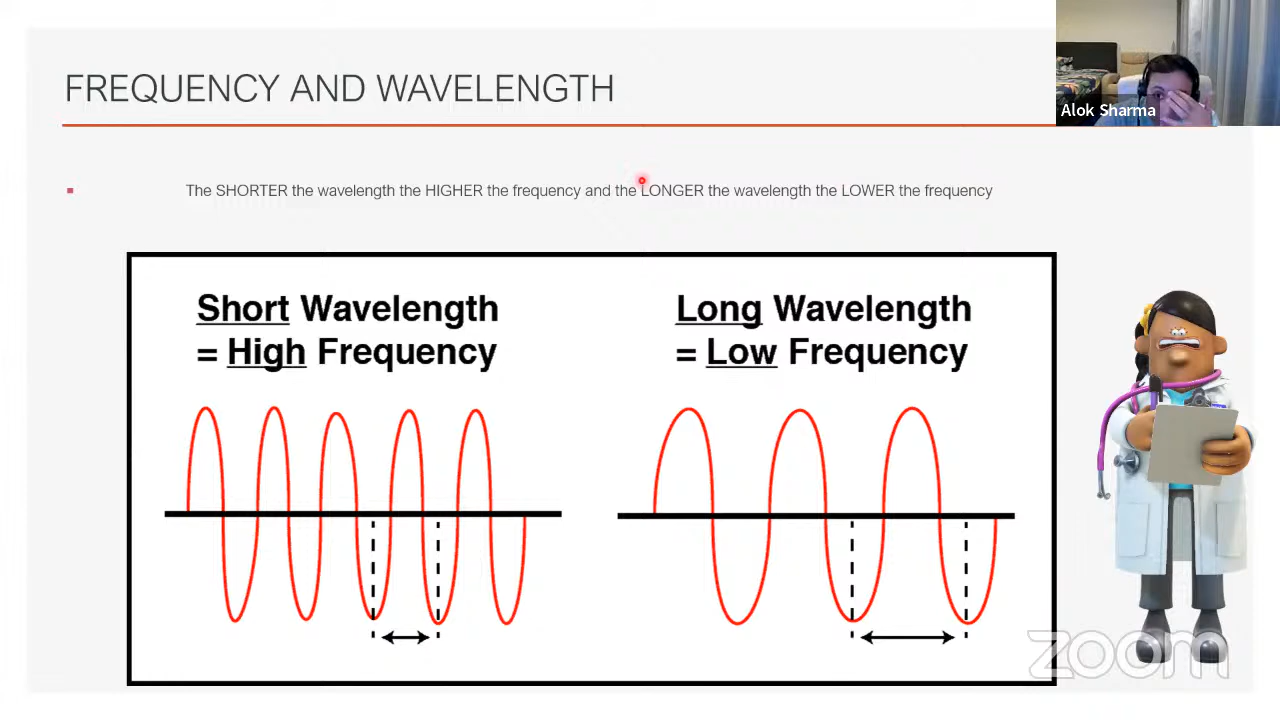 FREQUENCY AND WAVELENGTH
Alok Sharma
The SHORTER the wavelength the HIGHER the frequency and the LONGER the wavelength the LOWER the frequency
Short Wavelength
= High Frequency
Long Wavelength
= Low Frequency
zoom